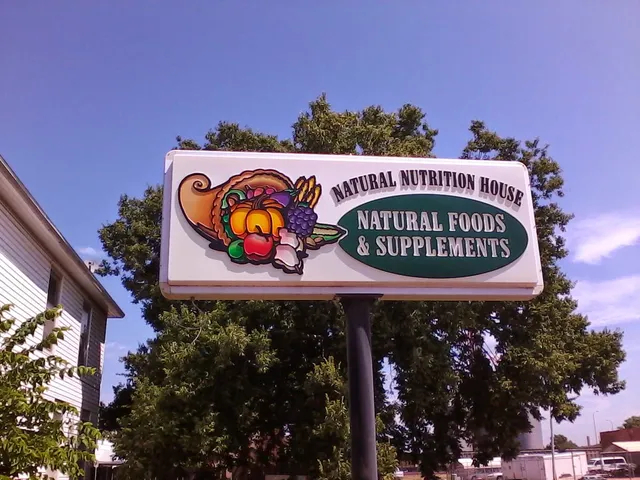 NATURAL NUTRITION HOUSE
NATURAL FOODS
& SUPPLEMENTS